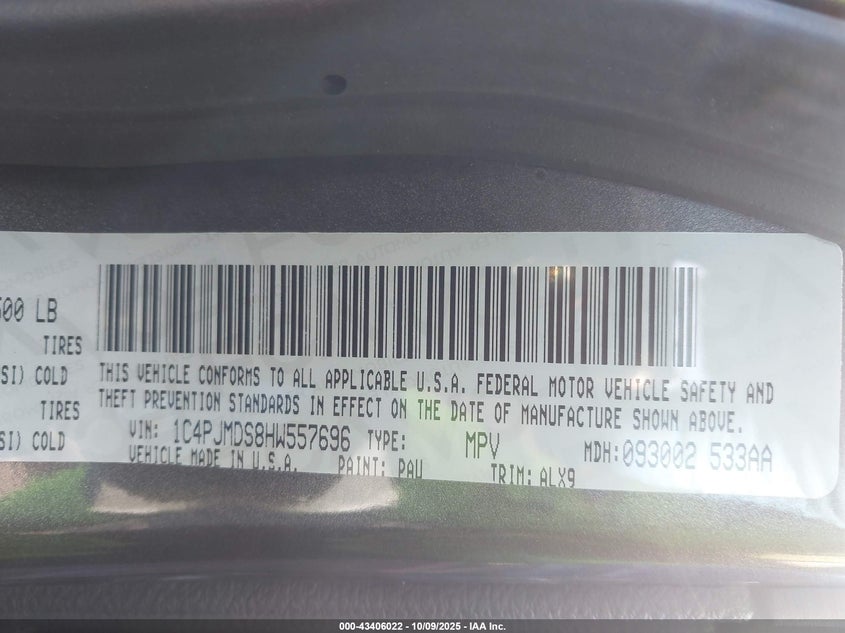 500 LB
TIRES
SI) COLD
TIRES
SI) COLD
THIS VEHICLE CONFORMS TO ALL APPLICABLE U.S.A. FEDERAL MOTOR VEHICLE SAFETY AND
THEFT PREVENTION STANDARDS IN EFFECT ON THE DATE OF MANUFACTURE SHOWN ABOVE.
VIN: 1C4PJMDS8HW557696 TYPE: MPV MDH:093002 533AA
VEHICLE MADE IN U.S.A. PAINT: PAU TRIM: ALX9
000-43406022 - 10/09/2025 - IAA Inc.